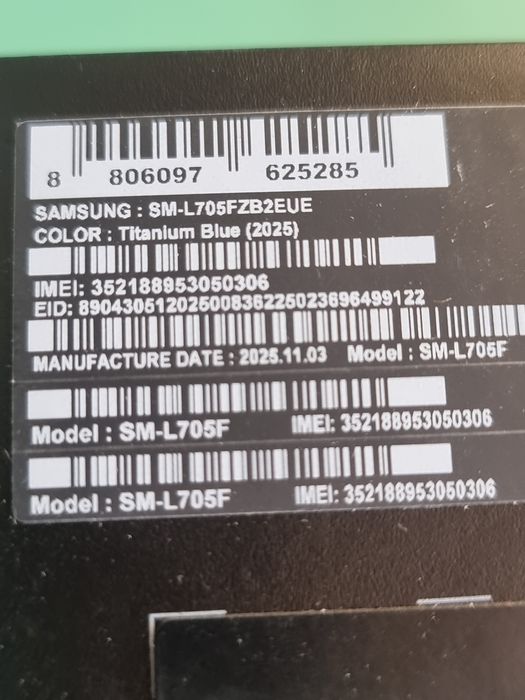 8 806097 625285
SAMSUNG : SM-L705FZB2EUE
COLOR : Titanium Blue (2025)
IMEI: 352188953050306
EID: 89043051202500836225023696499122
MANUFACTURE DATE : 2025.11.03 Model : SM-L705F
Model : SM-L705F IMEI: 352188953050306
Model : SM-L705F IMEI: 352188953050306